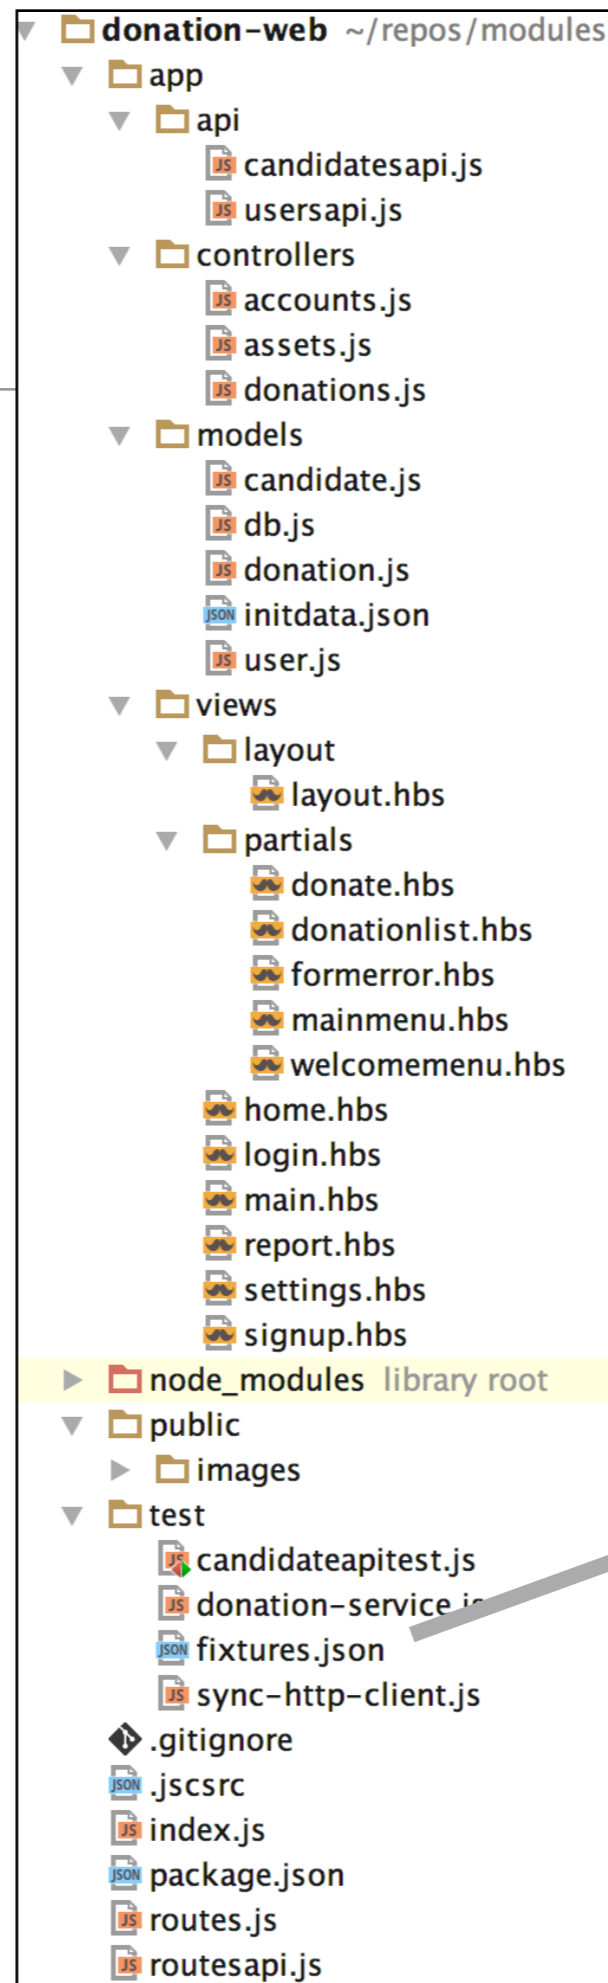 donation-web ~/repos/modules
app
api
candidatesapi.js
usersapi.js
controllers
accounts.js
assets.js
donations.js
models
candidate.js
db.js
donation.js
initdata.json
user.js
views
layout
layout.hbs
partials
donate.hbs
donationlist.hbs
formerror.hbs
mainmenu.hbs
welcomemenu.hbs
home.hbs
login.hbs
main.hbs
report.hbs
settings.hbs
signup.hbs
node_modules library root
public
images
test
candidateapitest.js
donation-service.js
fixtures.json
sync-http-client.js
.gitignore
.jscsrc
index.js
package.json
routes.js
routesapi.js